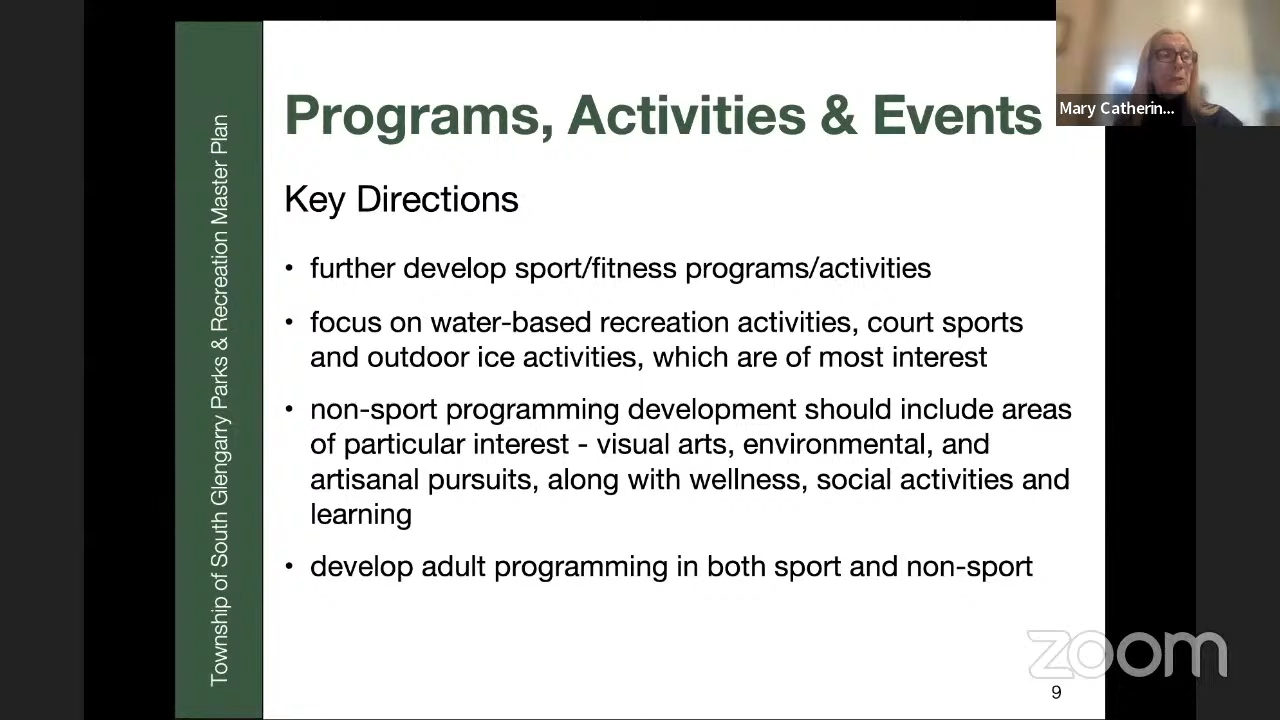 Township of South Glengarry Parks & Recreation Master Plan
Programs, Activities & Events
Mary Catherin...
Key Directions
• further develop sport/fitness programs/activities
• focus on water-based recreation activities, court sports
and outdoor ice activities, which are of most interest
• non-sport programming development should include areas
of particular interest - visual arts, environmental, and
artisanal pursuits, along with wellness, social activities and
learning
• develop adult programming in both sport and non-sport
zoom
9